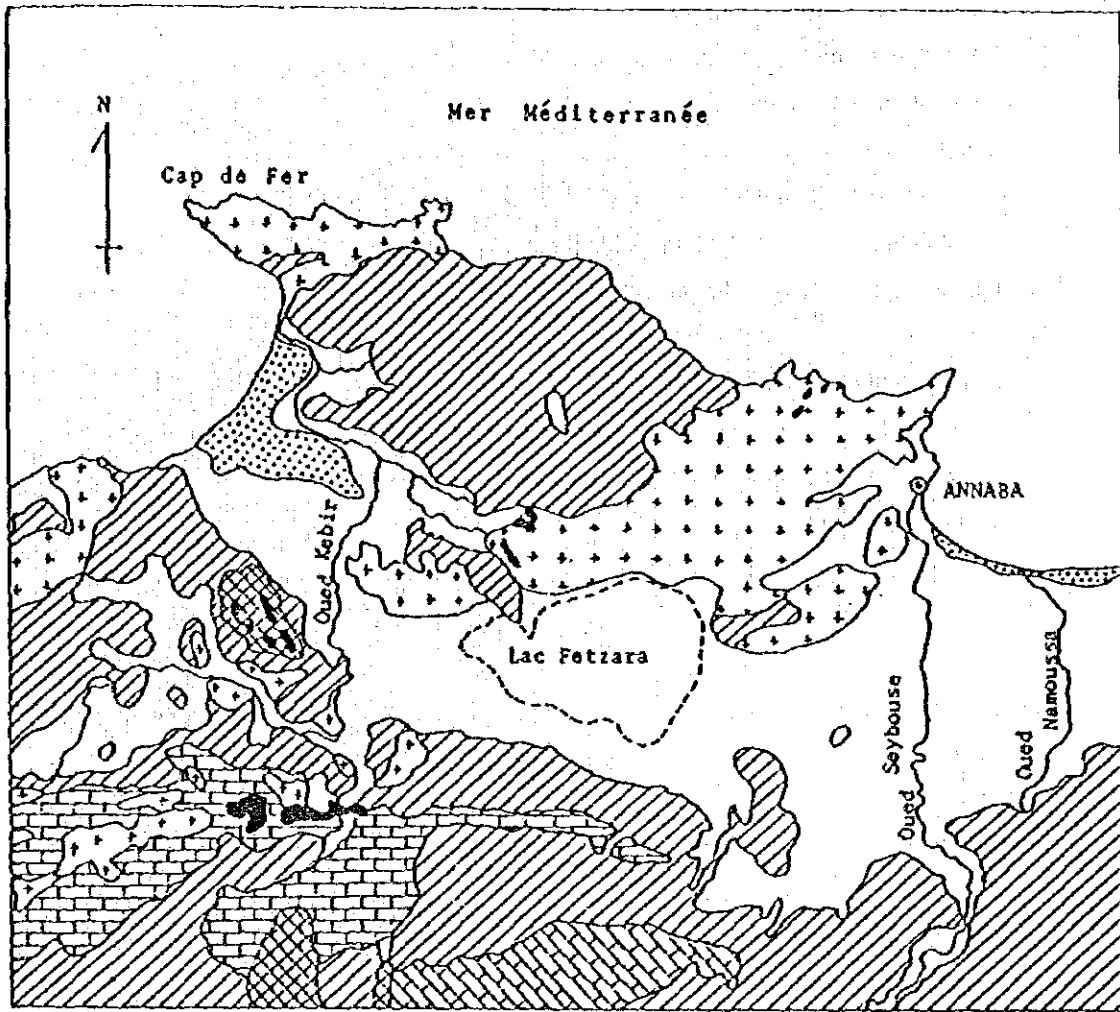 N
Mer Méditerranée
Cap de Fer
ANNABA
Oued Kebir
Lac Fetzara
Oued Seybouse
Oued Namoussa